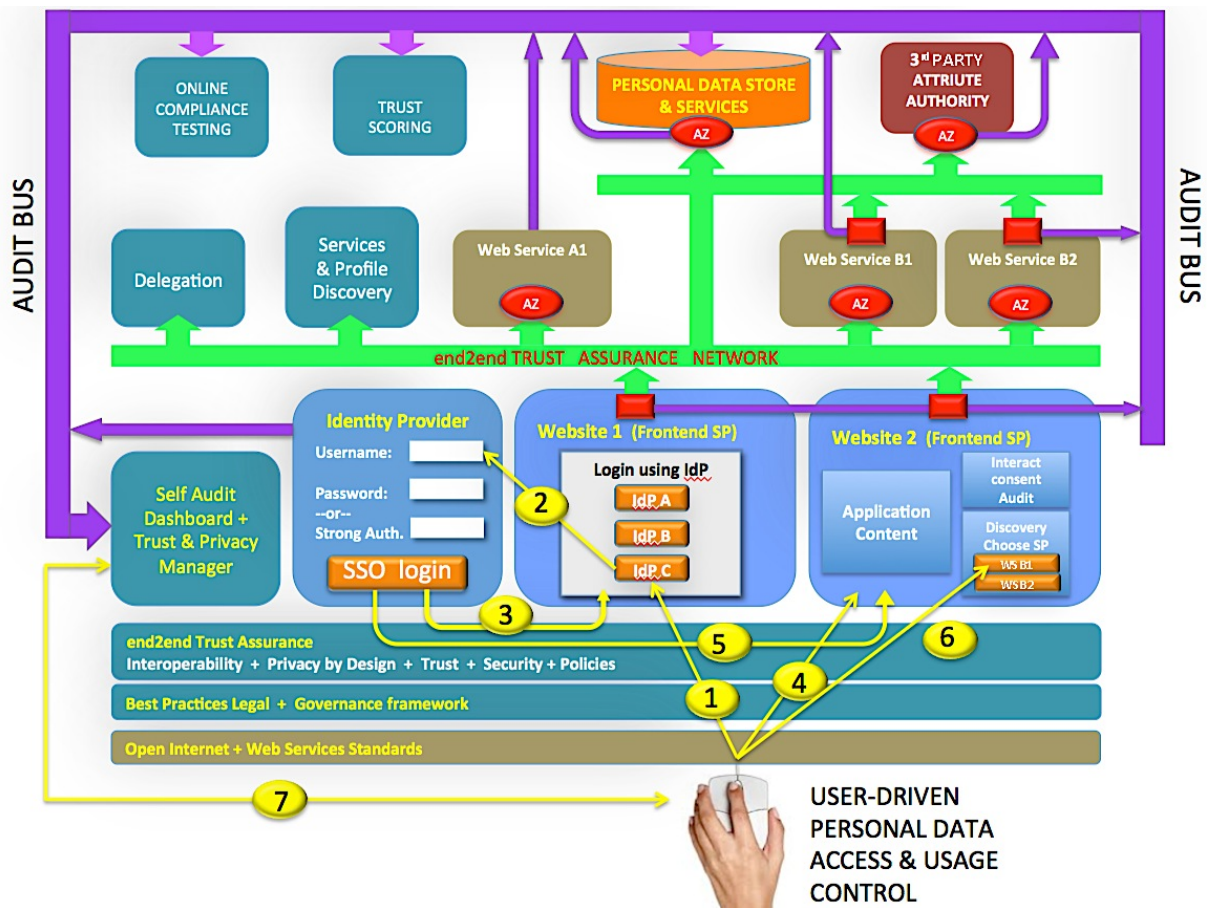 ONLINE
COMPLIANCE
TESTING
TRUST
SCORING
PERSONAL DATA STORE
& SERVICES
AZ
3rd PARTY
ATTRIUTE
AUTHORITY
AZ
AUDIT BUS
AUDIT BUS
Delegation
Services
& Profile
Discovery
Web Service A1
AZ
Web Service B1
AZ
Web Service B2
AZ
end2end TRUST ASSURANCE NETWORK
Self Audit
Dashboard +
Trust & Privacy
Manager
Identity Provider
Username:
Password:
--or--
Strong Auth.
SSO login
Website 1 (Frontend SP)
Login using IdP
IdP A
IdP B
IdP C
Website 2 (Frontend SP)
Application
Content
Interact
consent
Audit
Discovery
Choose SP
WSB1
WSB2
2
3
5
6
1
4
end2end Trust Assurance
Interoperability + Privacy by Design + Trust + Security + Policies
Best Practices Legal + Governance framework
Open Internet + Web Services Standards
7
USER-DRIVEN
PERSONAL DATA
ACCESS & USAGE
CONTROL